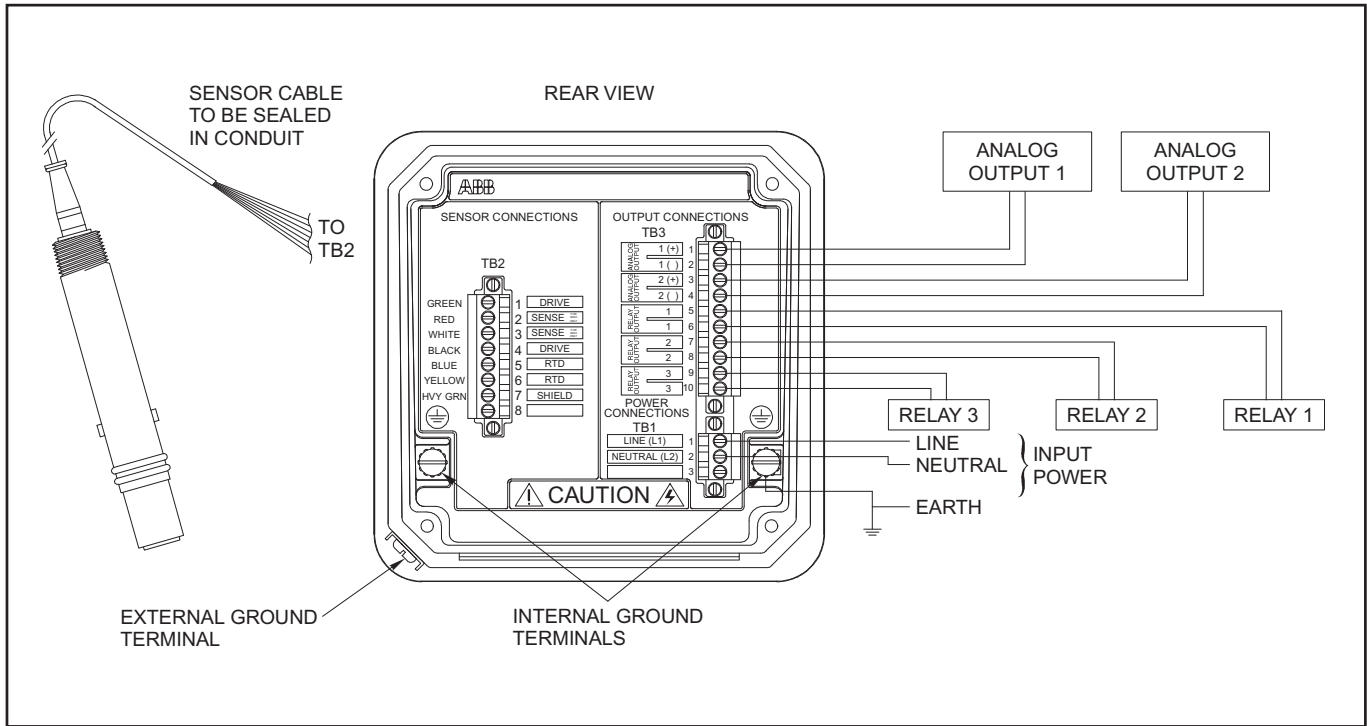 SENSOR CABLE
TO BE SEALED
IN CONDUIT
REAR VIEW
TO
TB2
ANALOG
OUTPUT 1
ANALOG
OUTPUT 2
ABB
SENSOR CONNECTIONS
TB2
GREEN 1 DRIVE
RED 2 SENSE
WHITE 3 SENSE
BLACK 4 DRIVE
BLUE 5 RTD
YELLOW 6 RTD
HVY GRN 7 SHIELD
8
OUTPUT CONNECTIONS
TB3
ANALOG
OUTPUT
1 (+) 1
1 ( ) 2
ANALOG
OUTPUT
2 (+) 3
2 ( ) 4
RELAY
OUTPUT
1 5
1 6
RELAY
OUTPUT
2 7
2 8
RELAY
OUTPUT
3 9
3 10
POWER
CONNECTIONS
TB1
LINE (L1) 1
NEUTRAL (L2) 2
3
CAUTION
RELAY 3
RELAY 2
RELAY 1
LINE
NEUTRAL
INPUT
POWER
EARTH
EXTERNAL GROUND
TERMINAL
INTERNAL GROUND
TERMINALS